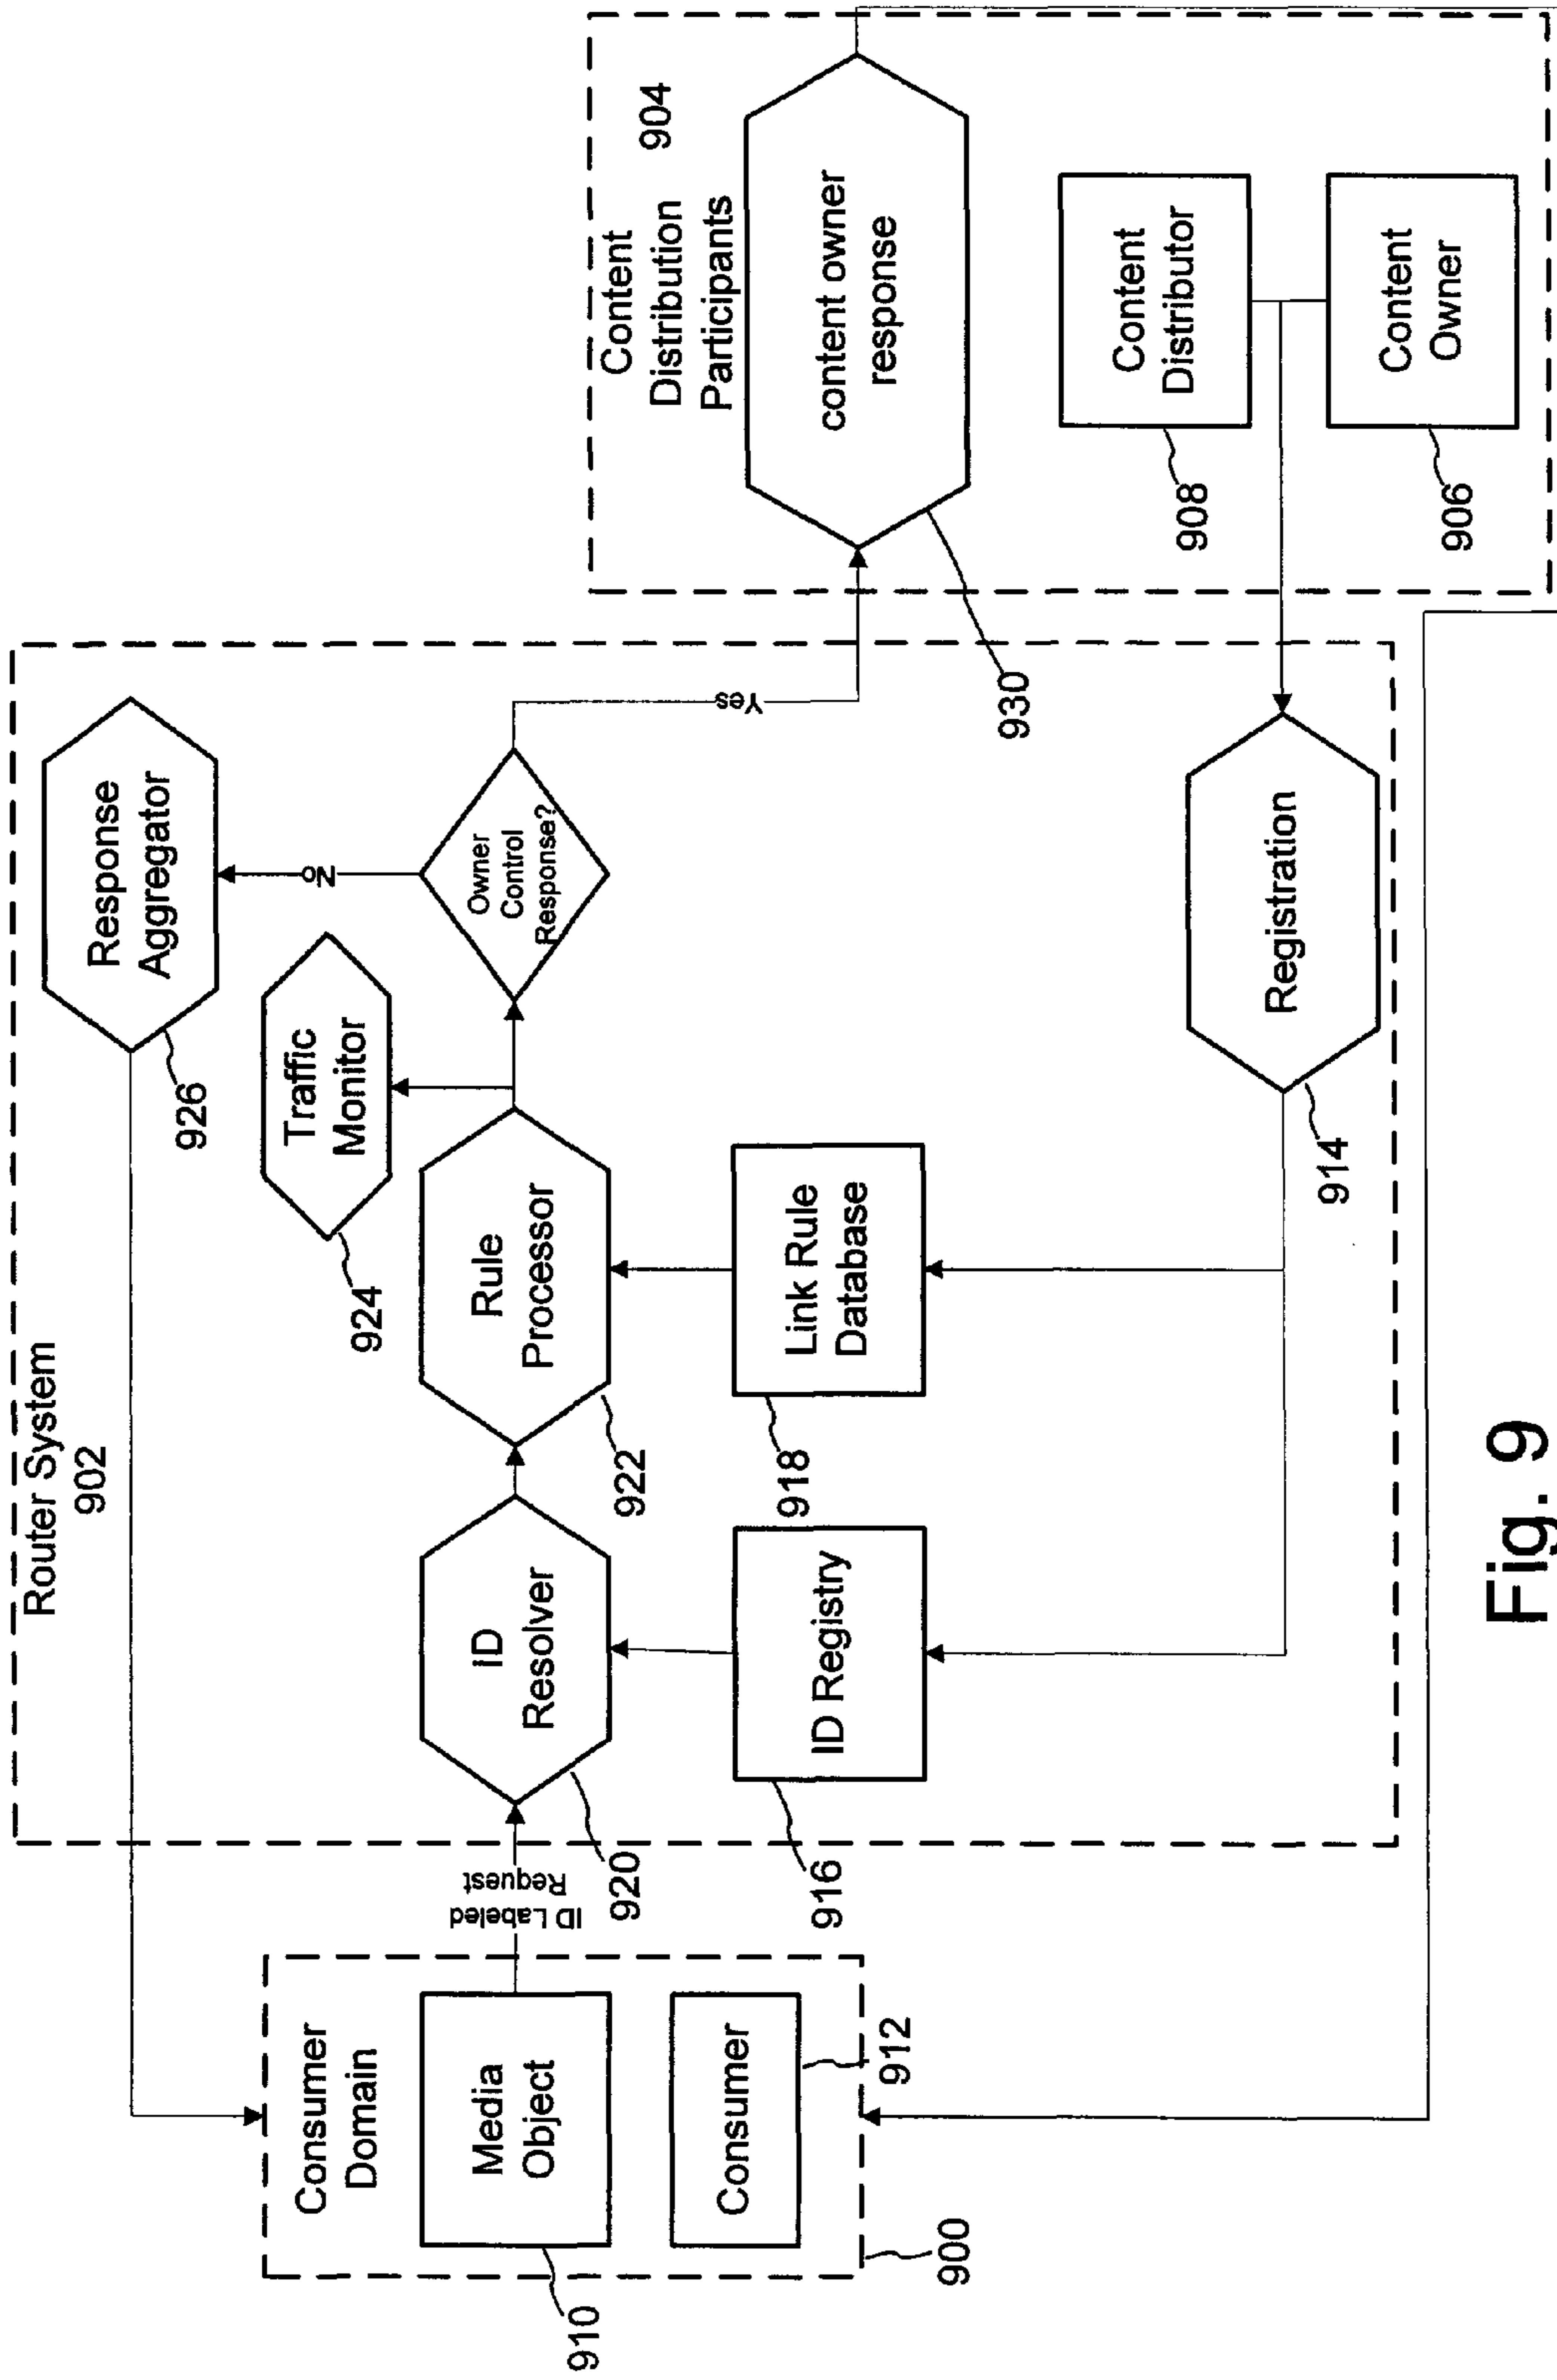 Router System
902
Response
Aggregator
926
Traffic
Monitor
924
Consumer
Domain
Media
Object
910
Consumer
912
900
ID Labeled
Request
ID
Resolver
920
Rule
Processor
922
Owner
Control
Response?
No
Yes
ID Registry
916
Link Rule
Database
918
Registration
914
Content
Distribution
Participants
904
content owner
response
930
Content
Distributor
908
Content
Owner
906
Fig. 9